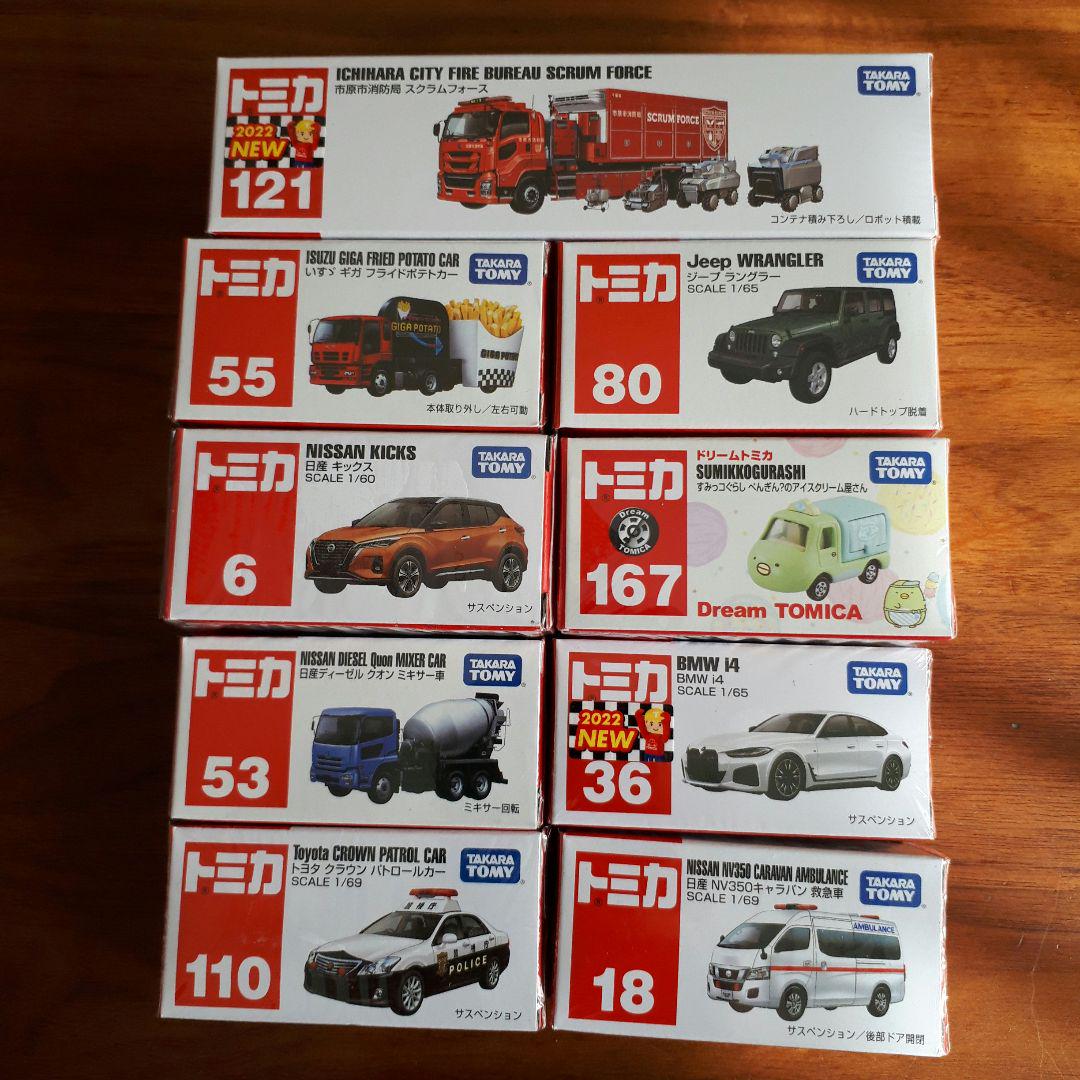 トミカ
2022
NEW
121
ICHIHARA CITY FIRE BUREAU SCRUM FORCE
市原市消防局 スクラムフォース
SCRUM FORCE
コンテナ積み下ろし／ロボット積載
TAKARA
TOMY
トミカ
55
ISUZU GIGA FRIED POTATO CAR
いすゞ ギガ フライドポテトカー
GIGA POTATO
GIGA POTATO
本体取り外し／左右可動
TAKARA
TOMY
トミカ
80
Jeep WRANGLER
ジープ ラングラー
SCALE 1/65
ハードトップ脱着
TAKARA
TOMY
トミカ
6
NISSAN KICKS
日産 キックス
SCALE 1/60
サスペンション
TAKARA
TOMY
トミカ
Dream
TOMICA
167
ドリームトミカ
SUMIKKOGURASHI
すみっコぐらし ぺんぎん?のアイスクリーム屋さん
Dream TOMICA
TAKARA
TOMY
トミカ
53
NISSAN DIESEL Quon MIXER CAR
日産ディーゼル クオン ミキサー車
ミキサー回転
TAKARA
TOMY
トミカ
2022
NEW
36
BMW i4
BMW i4
SCALE 1/65
サスペンション
TAKARA
TOMY
トミカ
110
Toyota CROWN PATROL CAR
トヨタ クラウン パトロールカー
SCALE 1/69
警視庁
POLICE
サスペンション
TAKARA
TOMY
トミカ
18
NISSAN NV350 CARAVAN AMBULANCE
日産 NV350キャラバン 救急車
SCALE 1/69
AMBULANCE
サスペンション／後部ドア開閉
TAKARA
TOMY